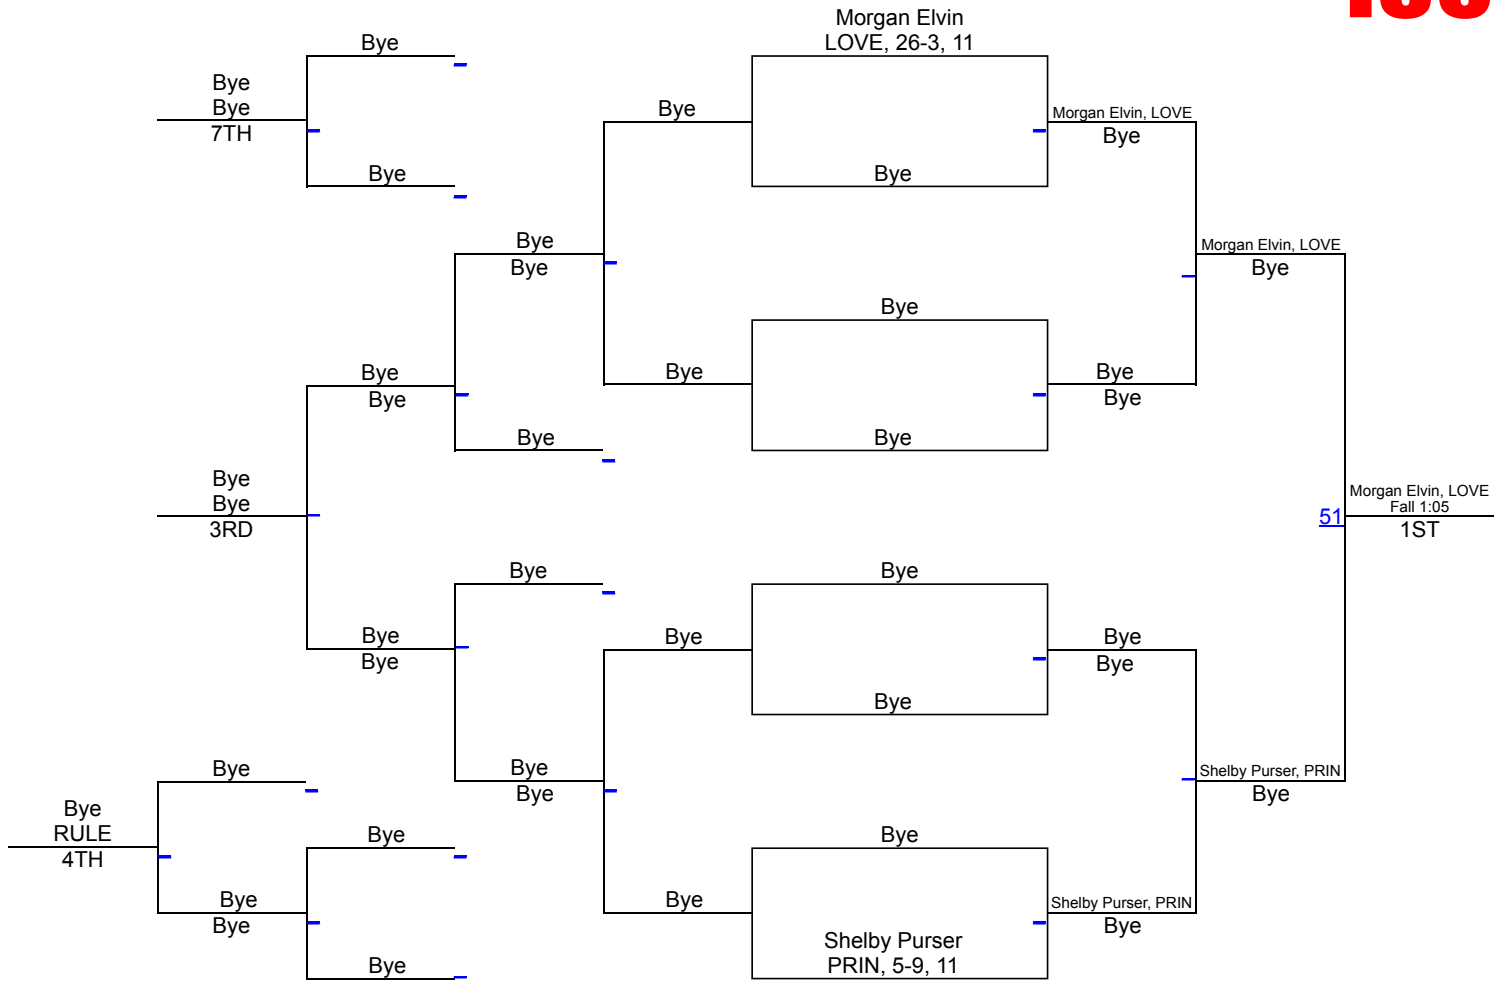 Morgan Elvin
LOVE, 26-3, 11
Bye
Bye
Bye
7TH
Bye
Morgan Elvin, LOVE
Bye
Bye
Bye
Bye
Bye
Morgan Elvin, LOVE
Bye
Bye
Bye
Bye
Bye
Bye
Bye
Bye
Bye
Bye
Bye
Bye
3RD
Morgan Elvin, LOVE
Fall 1:05
51
1ST
Bye
Bye
Bye
Bye
Bye
Bye
Bye
Bye
Bye
Bye
Bye
Shelby Purser, PRIN
Bye
Bye
RULE
4TH
Bye
Bye
Bye
Bye
Bye
Shelby Purser, PRIN
Bye
Shelby Purser
PRIN, 5-9, 11
Bye